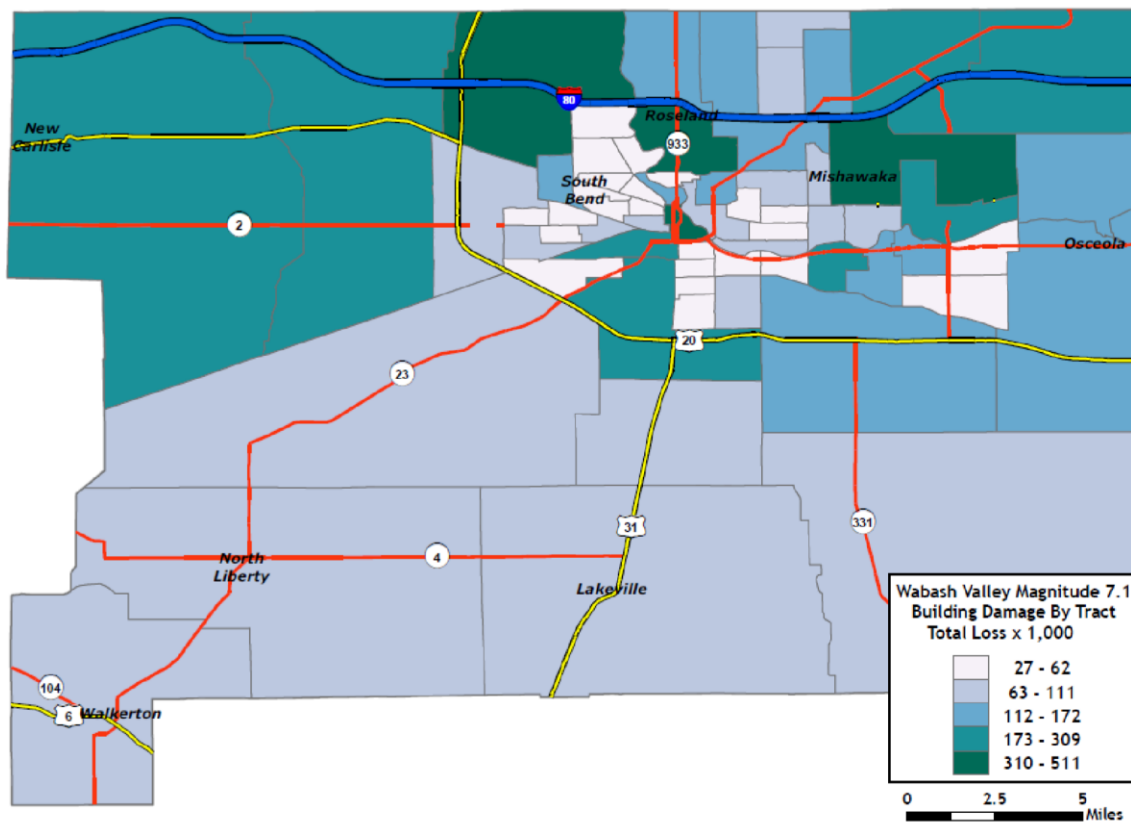 80
Roseland
New
Carlisle
933
South
Bend
Mishawaka
2
Osceola
20
23
31
331
4
North
Liberty
Lakeville
104
6
Walkerton
Wabash Valley Magnitude 7.1
Building Damage By Tract
Total Loss x 1,000
27 - 62
63 - 111
112 - 172
173 - 309
310 - 511
0 2.5 5
Miles